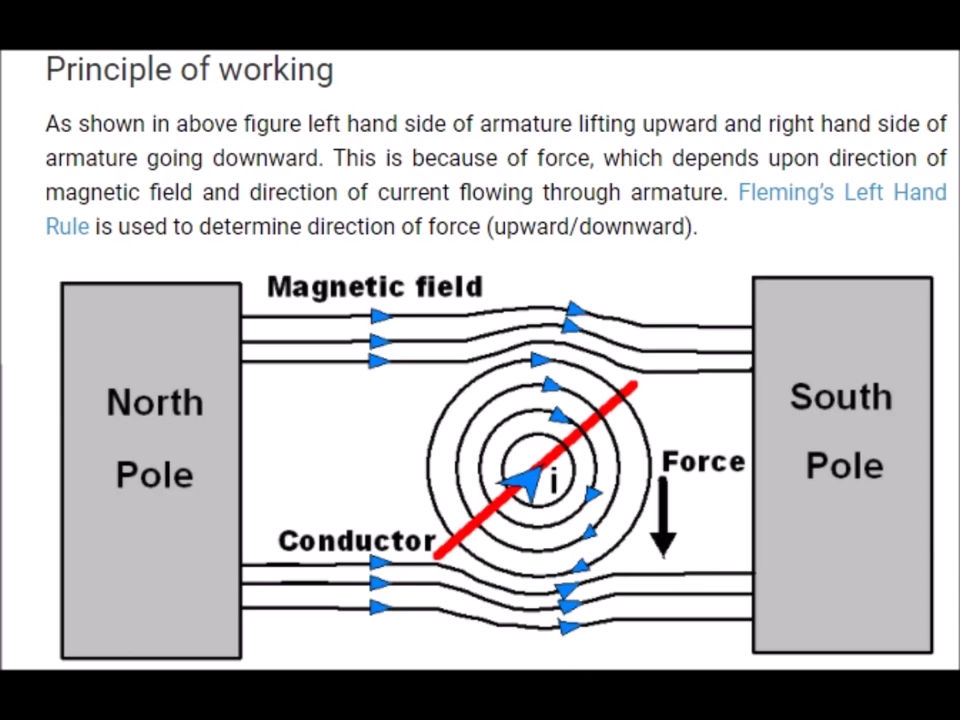 Principle of working
As shown in above figure left hand side of armature lifting upward and right hand side of
armature going downward. This is because of force, which depends upon direction of
magnetic field and direction of current flowing through armature. Fleming's Left Hand
Rule is used to determine direction of force (upward/downward).
Magnetic field
North
Pole
South
Pole
Force
i
Conductor